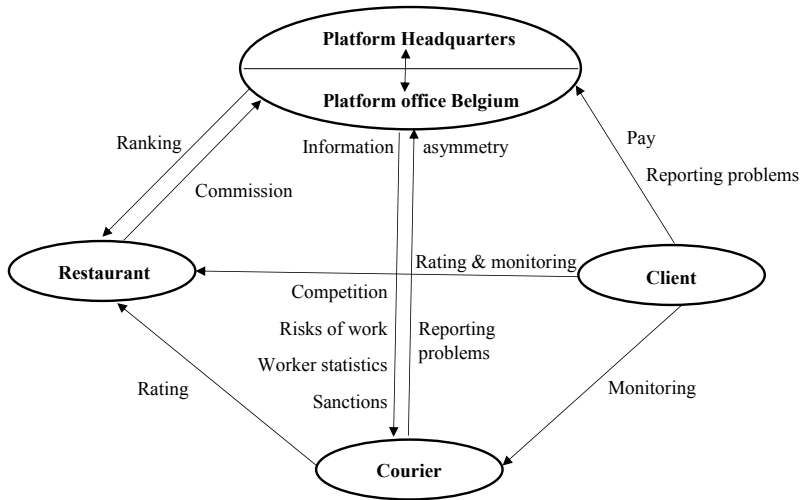 Platform Headquarters
Platform office Belgium
Ranking
Information
asymmetry
Pay
Reporting problems
Commission
Restaurant
Rating & monitoring
Client
Competition
Risks of work
Worker statistics
Sanctions
Reporting
problems
Rating
Monitoring
Courier